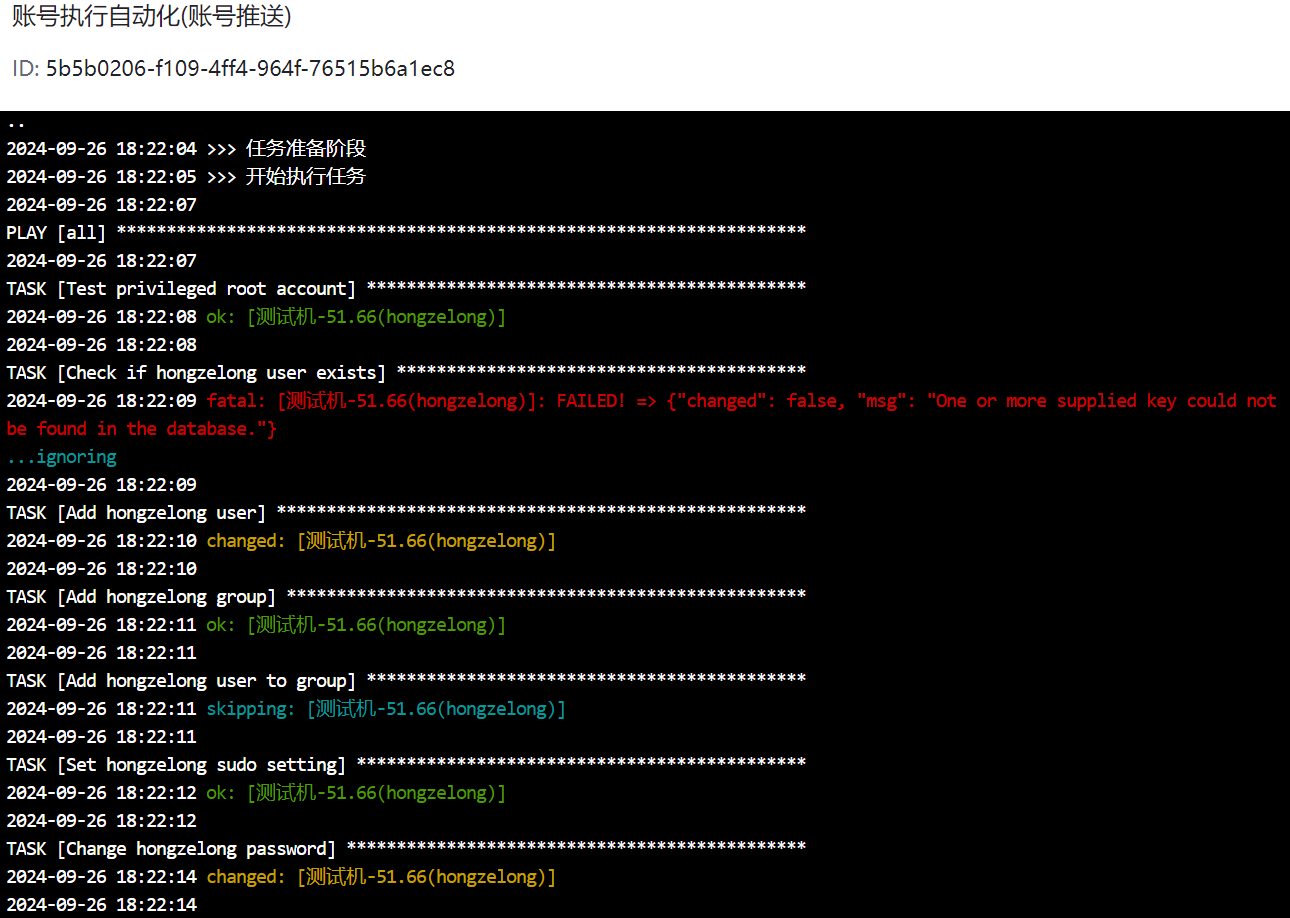 账号执行自动化(账号推送)
ID: 5b5b0206-f109-4ff4-964f-76515b6a1ec8
..
2024-09-26 18:22:04 >>> 任务准备阶段
2024-09-26 18:22:05 >>> 开始执行任务
2024-09-26 18:22:07
PLAY [all] *********************************************************************
2024-09-26 18:22:07
TASK [Test privileged root account] ********************************************
2024-09-26 18:22:08 ok: [测试机-51.66(hongzelong)]
2024-09-26 18:22:08
TASK [Check if hongzelong user exists] *****************************************
2024-09-26 18:22:09 fatal: [测试机-51.66(hongzelong)]: FAILED! => {"changed": false, "msg": "One or more supplied key could not
be found in the database."}
...ignoring
2024-09-26 18:22:09
TASK [Add hongzelong user] *****************************************************
2024-09-26 18:22:10 changed: [测试机-51.66(hongzelong)]
2024-09-26 18:22:10
TASK [Add hongzelong group] ****************************************************
2024-09-26 18:22:11 ok: [测试机-51.66(hongzelong)]
2024-09-26 18:22:11
TASK [Add hongzelong user to group] ********************************************
2024-09-26 18:22:11 skipping: [测试机-51.66(hongzelong)]
2024-09-26 18:22:11
TASK [Set hongzelong sudo setting] *********************************************
2024-09-26 18:22:12 ok: [测试机-51.66(hongzelong)]
2024-09-26 18:22:12
TASK [Change hongzelong password] **********************************************
2024-09-26 18:22:14 changed: [测试机-51.66(hongzelong)]
2024-09-26 18:22:14